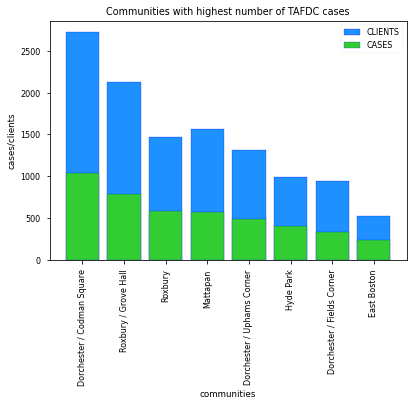 Communities with highest number of TAFDC cases
CLIENTS
CASES
cases/clients
2500
2000
1500
1000
500
0
Dorchester / Codman Square
Roxbury / Grove Hall
Roxbury
Mattapan
Dorchester / Uphams Corner
Hyde Park
Dorchester / Fields Corner
East Boston
communities